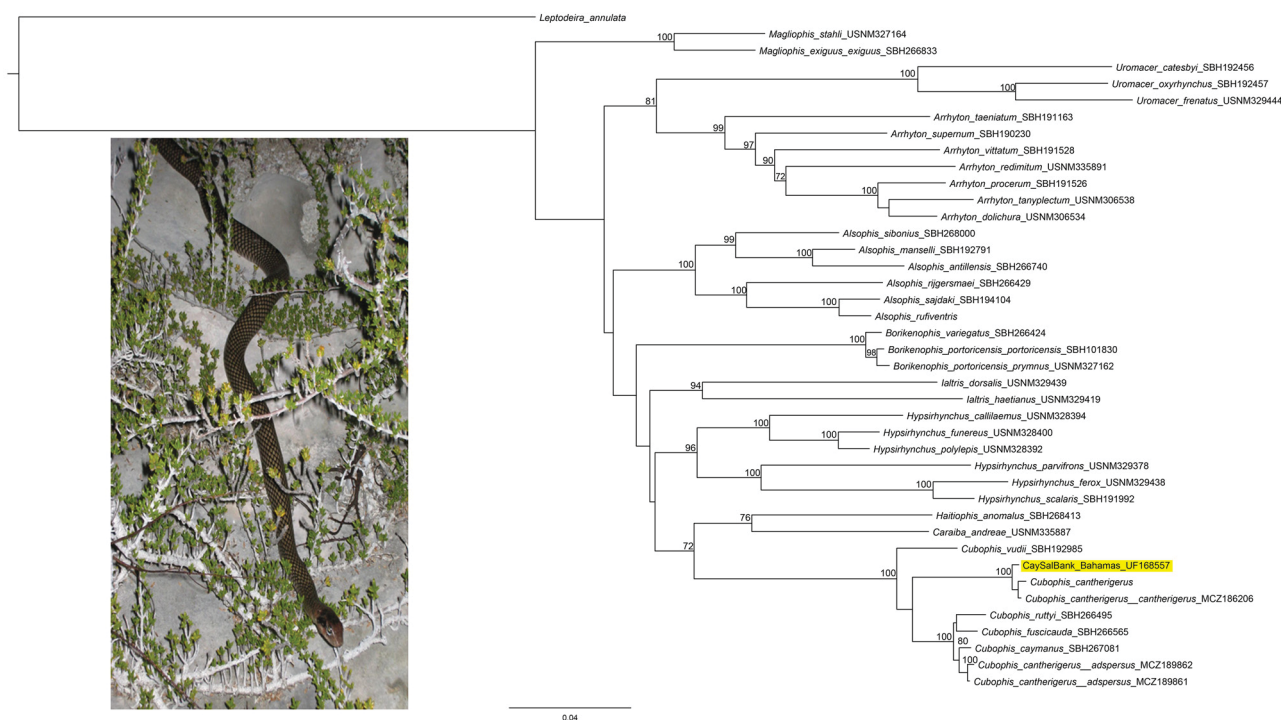 Leptodeira_annulata
100
Magliophis_stahli_USNM327164
Magliophis_exiguus_exiguus_SBH266833
Uromacer_catesbyi_SBH192456
100
Uromacer_oxyrhynchus_SBH192457
100
Uromacer_frenatus_USNM329444
81
Arrhyton_taeniatum_SBH191163
99
Arrhyton_supernum_SBH190230
97
Arrhyton_vittatum_SBH191528
90
Arrhyton_redimitum_USNM335891
72
Arrhyton_procerum_SBH191526
100
Arrhyton_tanyplectum_USNM306538
Arrhyton_dolichura_USNM306534
Alsophis_sibonius_SBH268000
99
Alsophis_manselli_SBH192791
100
Alsophis_antillensis_SBH266740
100
Alsophis_rijgersmaei_SBH266429
100
Alsophis_sajdaki_SBH194104
100
Alsophis_rufiventris
Borikenophis_variegatus_SBH266424
100
Borikenophis_portoricensis_portoricensis_SBH101830
98
Borikenophis_portoricensis_prymnus_USNM327162
Ialtris_dorsalis_USNM329439
94
Ialtris_haetianus_USNM329419
Hypsirhynchus_callilaemus_USNM328394
100
Hypsirhynchus_funereus_USNM328400
100
Hypsirhynchus_polylepis_USNM328392
96
Hypsirhynchus_parvifrons_USNM329378
100
Hypsirhynchus_ferox_USNM329438
100
Hypsirhynchus_scalaris_SBH191992
Haitiophis_anomalus_SBH268413
76
Caraiba_andreae_USNM335887
72
Cubophis_vudii_SBH192985
100
CaySalBank_Bahamas_UF168557
100
Cubophis_cantherigerus
Cubophis_cantherigerus__cantherigerus_MCZ186206
Cubophis_ruttyi_SBH266495
100
Cubophis_fuscicauda_SBH266565
80
Cubophis_caymanus_SBH267081
100
Cubophis_cantherigerus__adspersus_MCZ189862
Cubophis_cantherigerus__adspersus_MCZ189861
0.04